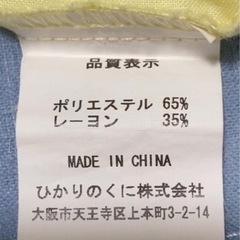 品質表示
ポリエステル 65%
レーヨン 35%
MADE IN CHINA
ひかりのくに株式会社
大阪市天王寺区上本町3-2-14